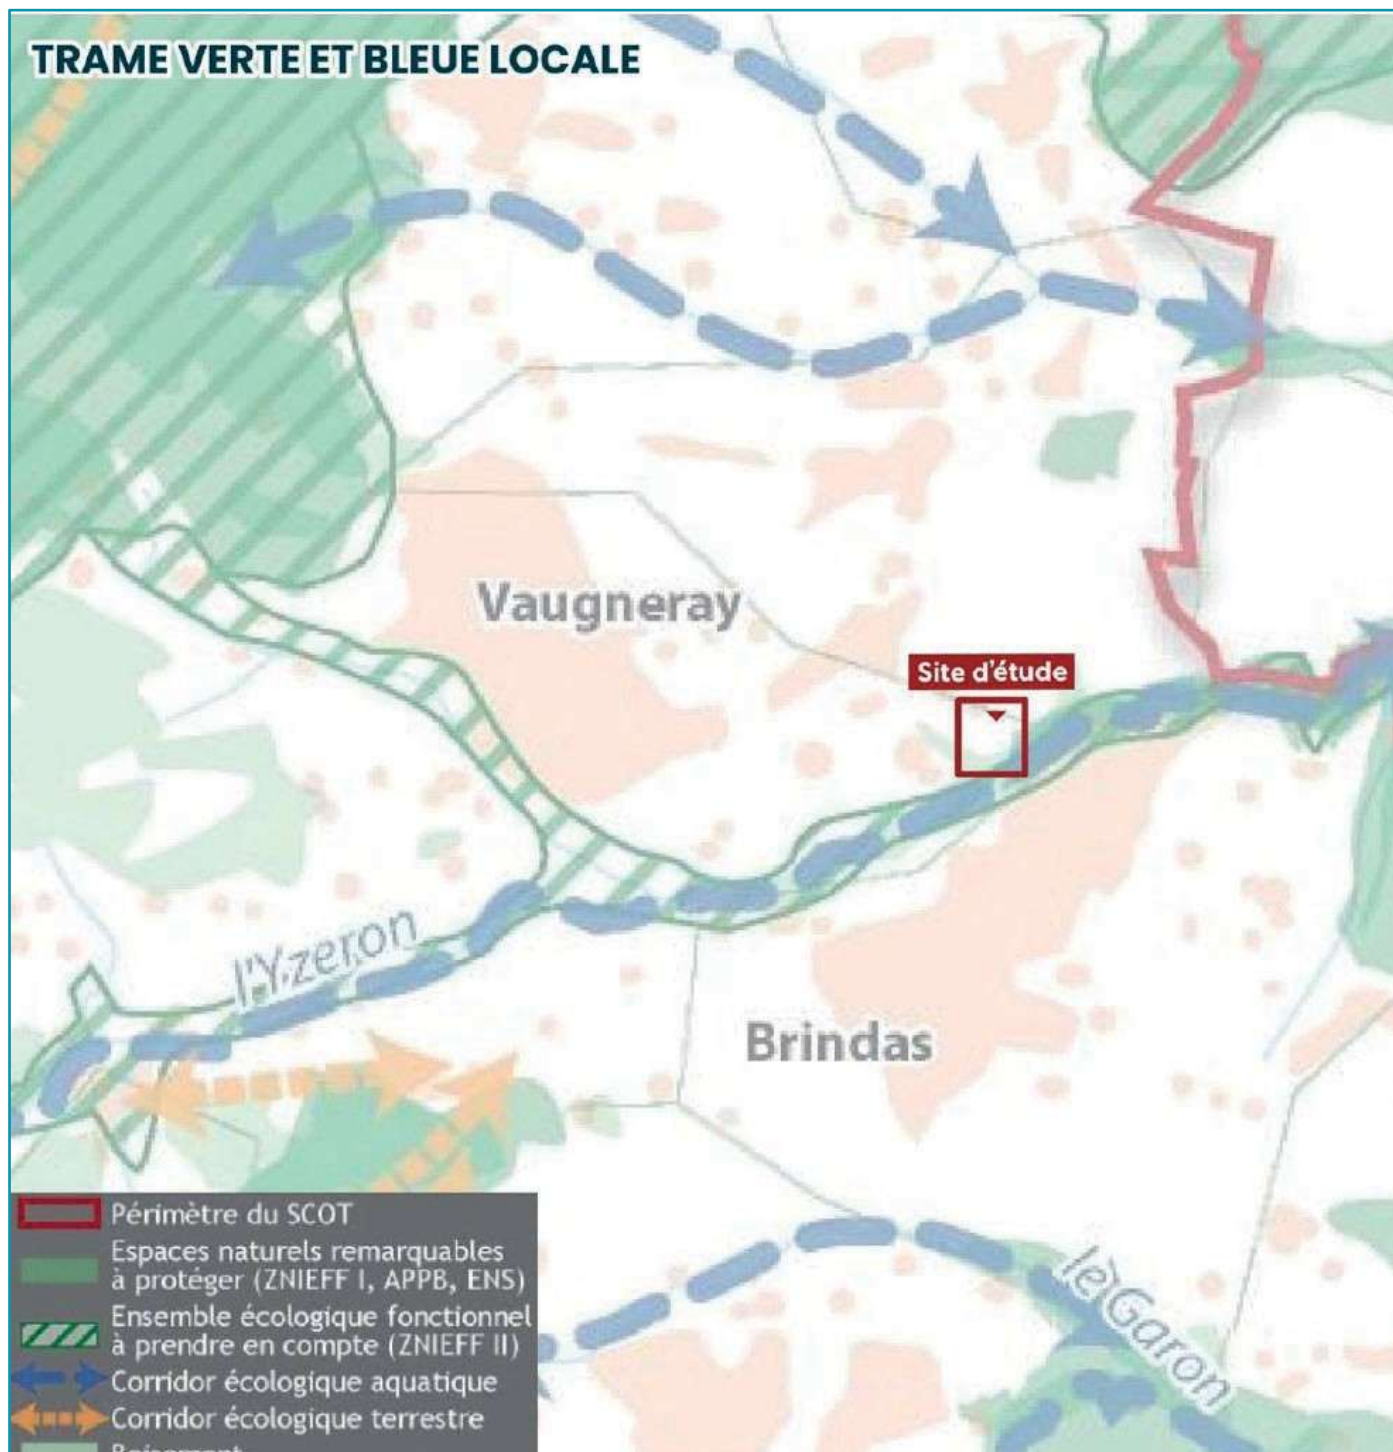 TRAME VERTE ET BLEUE LOCALE
Vaugneray
Site d'étude
l'Yzeron
Brindas
le Garon
Périmètre du SCOT
Espaces naturels remarquables
à protéger (ZNIEFF I, APPB, ENS)
Ensemble écologique fonctionnel
à prendre en compte (ZNIEFF II)
Corridor écologique aquatique
Corridor écologique terrestre